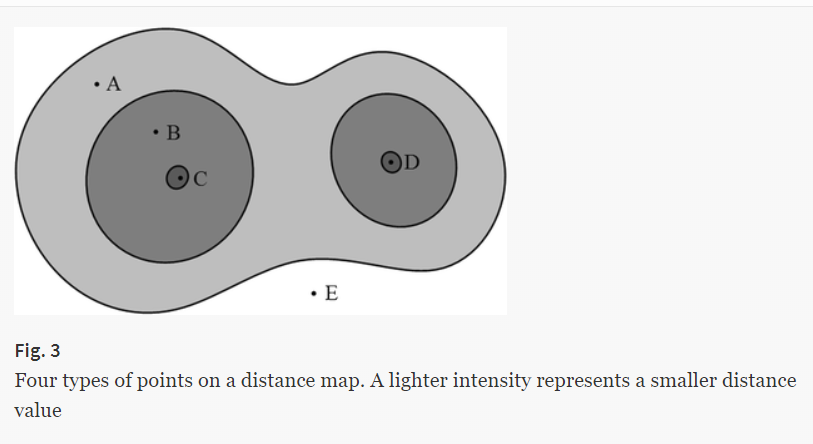 A
B
C
D
E
Fig. 3
Four types of points on a distance map. A lighter intensity represents a smaller distance
value